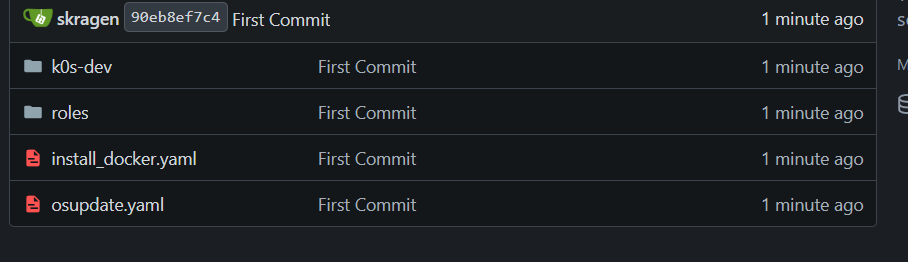 skragen 90eb8ef7c4 First Commit 1 minute ago
k0s-dev First Commit 1 minute ago
roles First Commit 1 minute ago
install_docker.yaml First Commit 1 minute ago
osupdate.yaml First Commit 1 minute ago